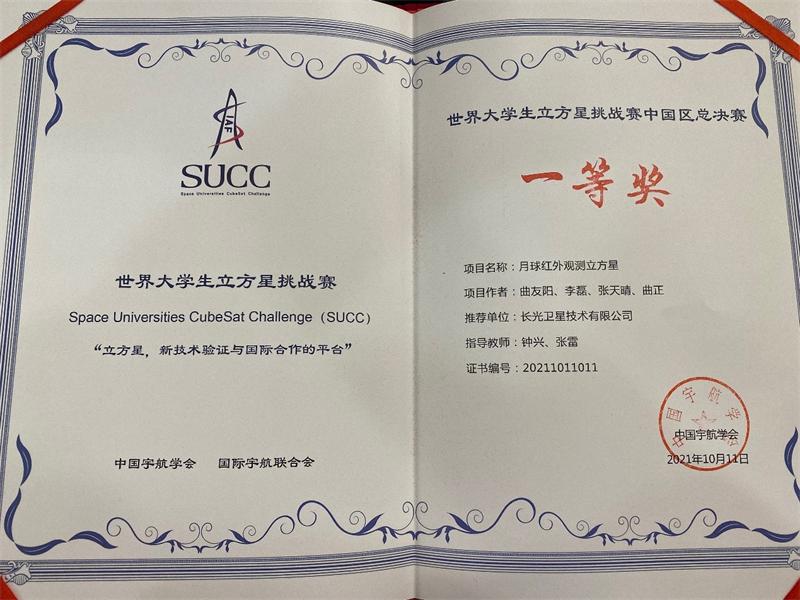 IAF
SUCC
Space Universities CubeSat Challenge
世界大学生立方星挑战赛
Space Universities CubeSat Challenge（SUCC）
“立方星，新技术验证与国际合作的平台”
中国宇航学会 国际宇航联合会
世界大学生立方星挑战赛中国区总决赛
一等奖
项目名称：月球红外观测立方星
项目作者：曲友阳、李磊、张天晴、曲正
推荐单位：长光卫星技术有限公司
指导教师：钟兴、张雷
证书编号：20211011011
中国宇航学会
中国宇航学会
2021年10月11日